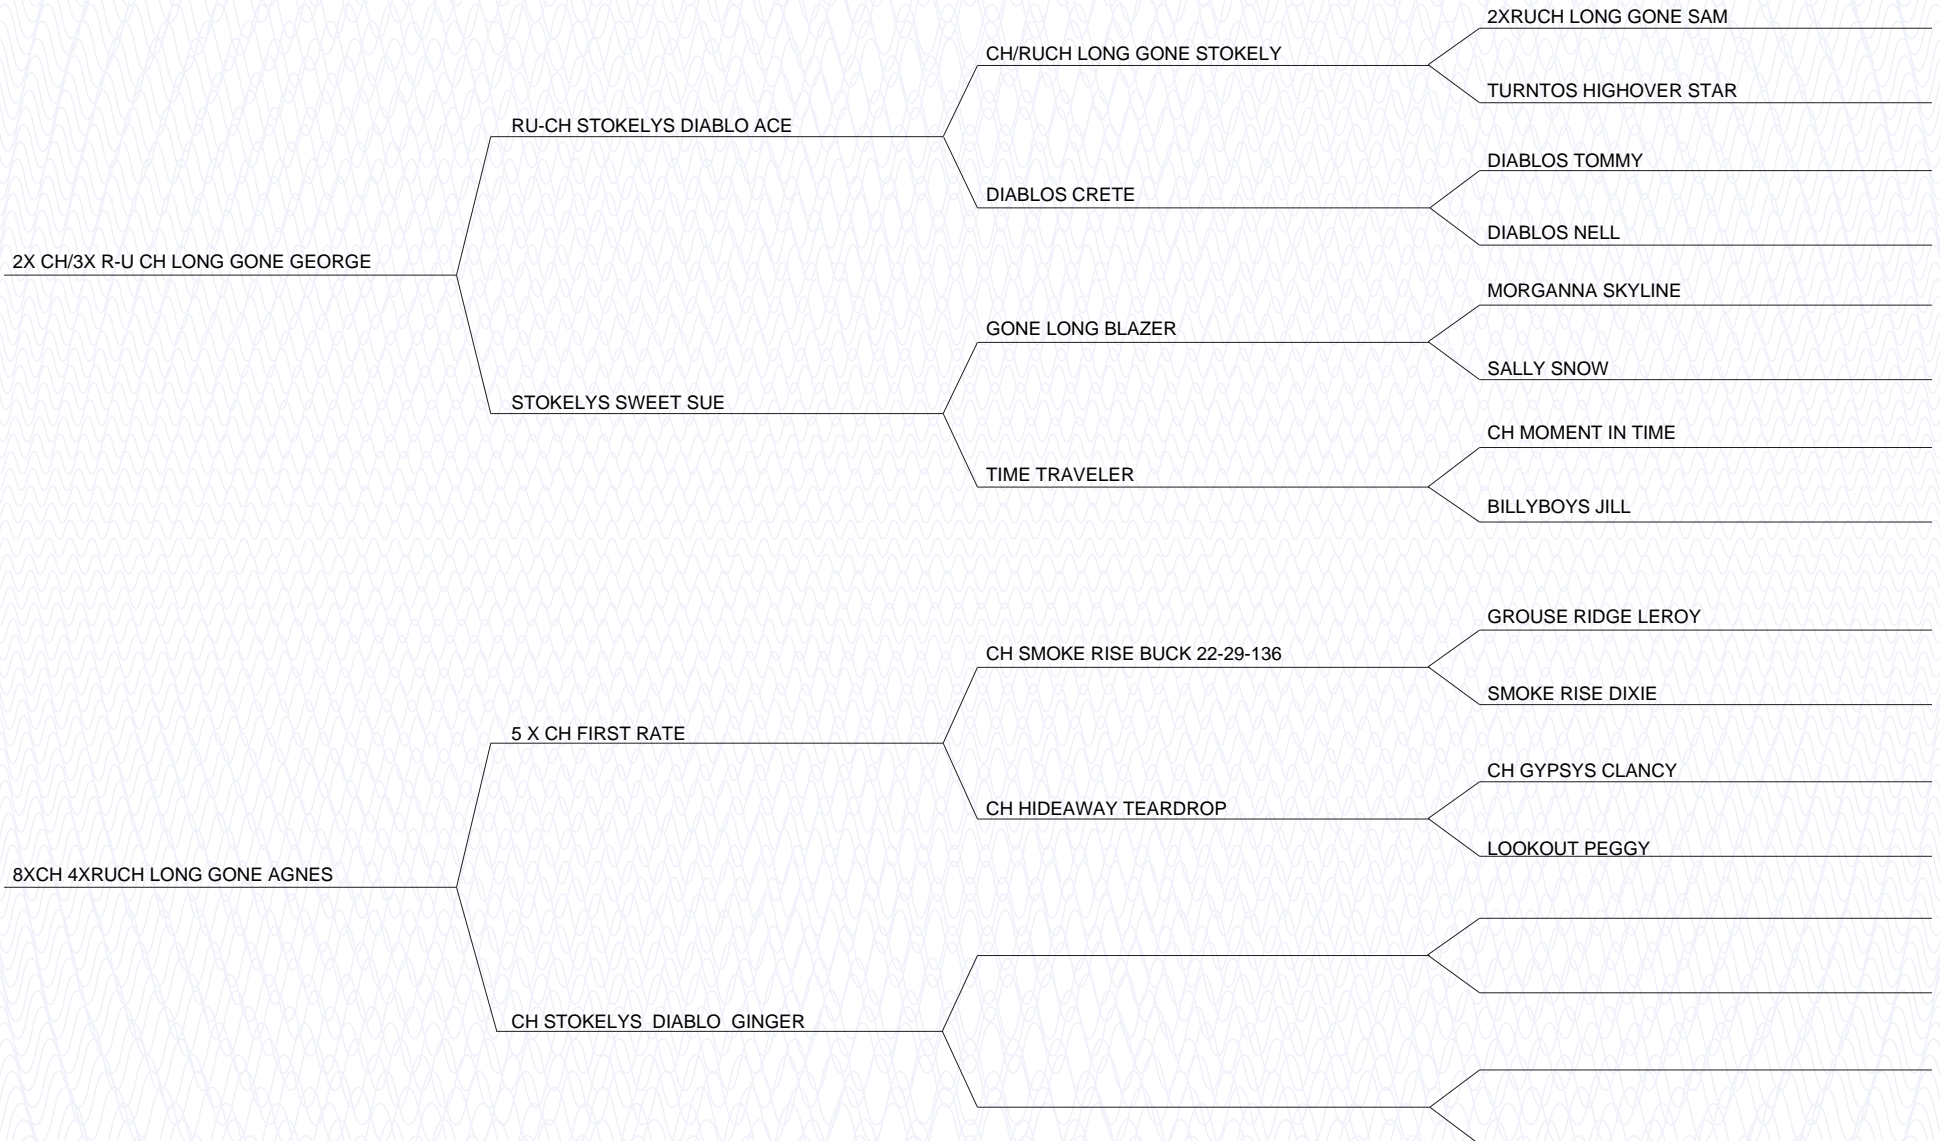 2XRUCH LONG GONE SAM
CH/RUCH LONG GONE STOKELY
TURNTOS HIGHOVER STAR
RU-CH STOKELYS DIABLO ACE
DIABLOS TOMMY
DIABLOS CRETE
DIABLOS NELL
2X CH/3X R-U CH LONG GONE GEORGE
MORGANNA SKYLINE
GONE LONG BLAZER
SALLY SNOW
STOKELYS SWEET SUE
CH MOMENT IN TIME
TIME TRAVELER
BILLYBOYS JILL
GROUSE RIDGE LEROY
CH SMOKE RISE BUCK 22-29-136
SMOKE RISE DIXIE
5 X CH FIRST RATE
CH GYPSYS CLANCY
CH HIDEAWAY TEARDROP
LOOKOUT PEGGY
8XCH 4XRUCH LONG GONE AGNES
CH STOKELYS  DIABLO  GINGER